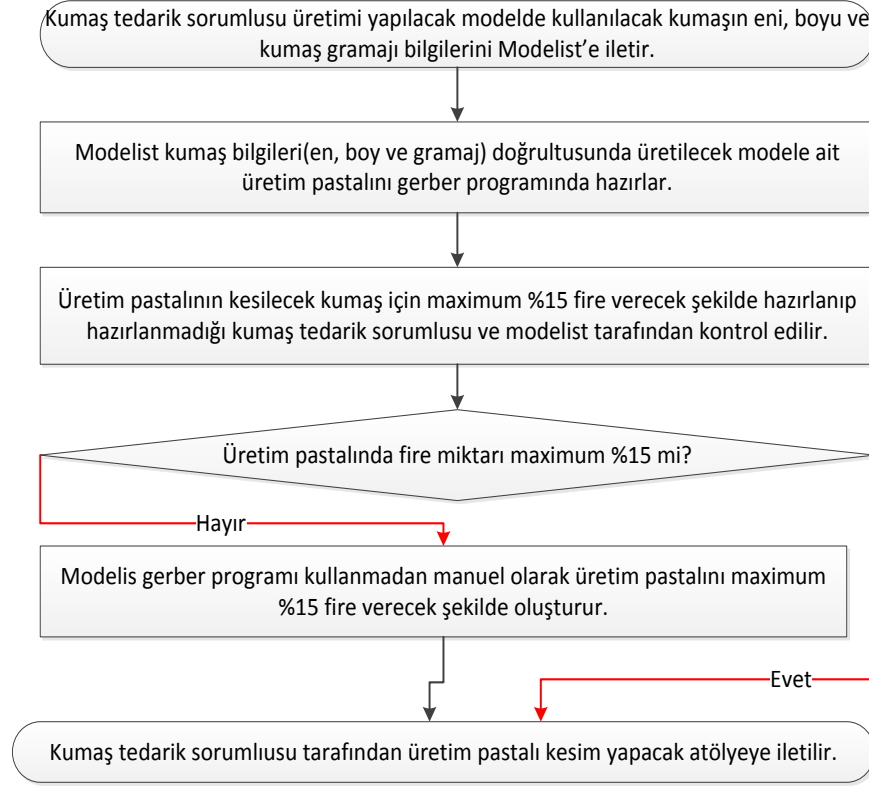 Kumaş tedarik sorumlusu üretimi yapılacak modelde kullanılacak kumaşın eni, boyu ve
kumaş gramajı bilgilerini Modelist’e iletir.
Modelist kumaş bilgileri(en, boy ve gramaj) doğrultusunda üretilecek modele ait
üretim pastalını gerber programında hazırlar.
Üretim pastalının kesilecek kumaş için maximum %15 fire verecek şekilde hazırlanıp
hazırlanmadığı kumaş tedarik sorumlusu ve modelist tarafından kontrol edilir.
Üretim pastalında fire miktarı maximum %15 mi?
Hayır
Modelis gerber programı kullanmadan manuel olarak üretim pastalını maximum
%15 fire verecek şekilde oluşturur.
Evet
Kumaş tedarik sorumlıusu tarafından üretim pastalı kesim yapacak atölyeye iletilir.